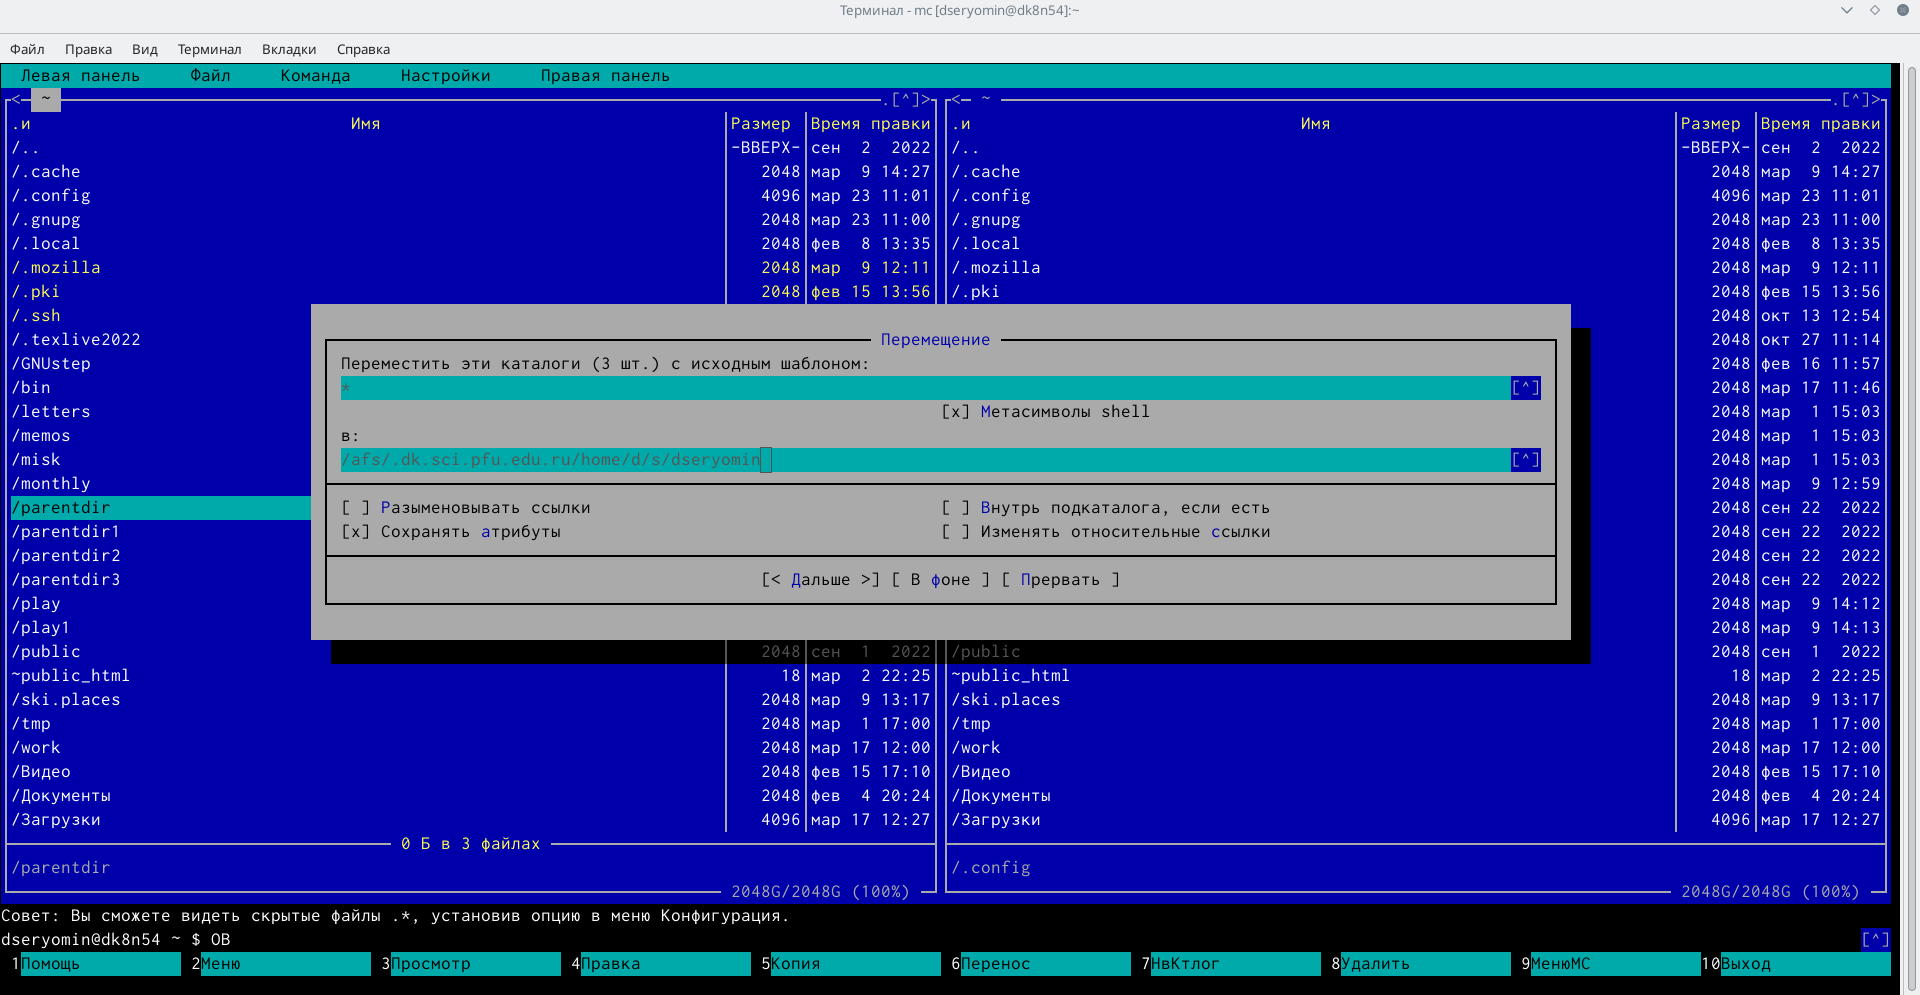 Терминал - mc [dseryomin@dk8n54]:~
Файл Правка Вид Терминал Вкладки Справка
Левая панель Файл Команда Настройки Правая панель
<- ~ .[^]> <- ~ .[^]>
.и Имя Размер Время правки .и Имя Размер Время правки
/.. -ВВЕРХ- сен 2 2022 /.. -ВВЕРХ- сен 2 2022
/.cache 2048 мар 9 14:27 /.cache 2048 мар 9 14:27
/.config 4096 мар 23 11:01 /.config 4096 мар 23 11:01
/.gnupg 2048 мар 23 11:00 /.gnupg 2048 мар 23 11:00
/.local 2048 фев 8 13:35 /.local 2048 фев 8 13:35
/.mozilla 2048 мар 9 12:11 /.mozilla 2048 мар 9 12:11
/.pki 2048 фев 15 13:56 /.pki 2048 фев 15 13:56
/.ssh 2048 окт 13 12:54
/.texlive2022 Перемещение 2048 окт 27 11:14
/GNUstep Переместить эти каталоги (3 шт.) с исходным шаблоном: 2048 фев 16 11:57
/bin * [^] 2048 мар 17 11:46
/letters [x] Метасимволы shell 2048 мар 1 15:03
/memos в: 2048 мар 1 15:03
/misk /afs/.dk.sci.pfu.edu.ru/home/d/s/dseryomin [^] 2048 мар 1 15:03
/monthly 2048 мар 9 12:59
/parentdir [ ] Разыменовывать ссылки [ ] Внутрь подкаталога, если есть 2048 сен 22 2022
/parentdir1 [x] Сохранять атрибуты [ ] Изменять относительные ссылки 2048 сен 22 2022
/parentdir2 2048 сен 22 2022
/parentdir3 [< Дальше >] [ В фоне ] [ Прервать ] 2048 сен 22 2022
/play 2048 мар 9 14:12
/play1 2048 мар 9 14:13
/public 2048 сен 1 2022 /public 2048 сен 1 2022
~public_html 18 мар 2 22:25 ~public_html 18 мар 2 22:25
/ski.places 2048 мар 9 13:17 /ski.places 2048 мар 9 13:17
/tmp 2048 мар 1 17:00 /tmp 2048 мар 1 17:00
/work 2048 мар 17 12:00 /work 2048 мар 17 12:00
/Видео 2048 фев 15 17:10 /Видео 2048 фев 15 17:10
/Документы 2048 фев 4 20:24 /Документы 2048 фев 4 20:24
/Загрузки 4096 мар 17 12:27 /Загрузки 4096 мар 17 12:27
0 Б в 3 файлах
/parentdir /.config
2048G/2048G (100%) 2048G/2048G (100%)
Совет: Вы сможете видеть скрытые файлы .*, установив опцию в меню Конфигурация.
dseryomin@dk8n54 ~ $ OB [^]
1Помощь 2Меню 3Просмотр 4Правка 5Копия 6Перенос 7НвКтлог 8Удалить 9МенюMC 10Выход